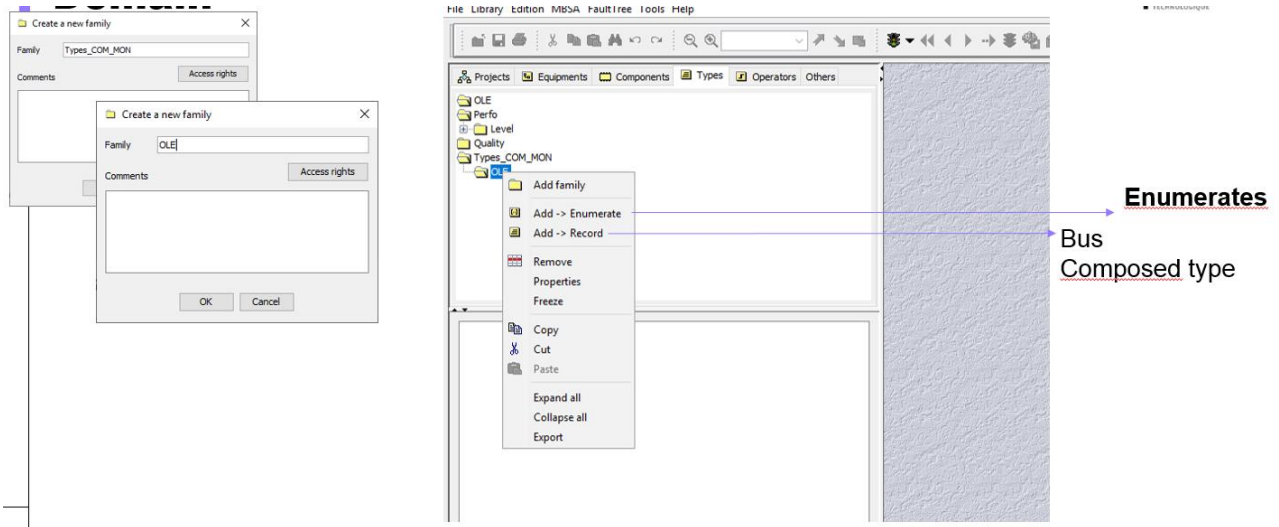 Domain
TECHNOLOGIQUE
Create a new family
Family Types_COM_MON
Comments
Access rights
Create a new family
Family OLE
Comments
Access rights
OK Cancel
File Library Edition MBSA FaultTree Tools Help
Projects Equipments Components Types Operators Others
OLE
Perfo
Level
Quality
Types_COM_MON
OLE
Add family
Add -> Enumerate
Add -> Record
Remove
Properties
Freeze
Copy
Cut
Paste
Expand all
Collapse all
Export
Enumerates
Bus
Composed type